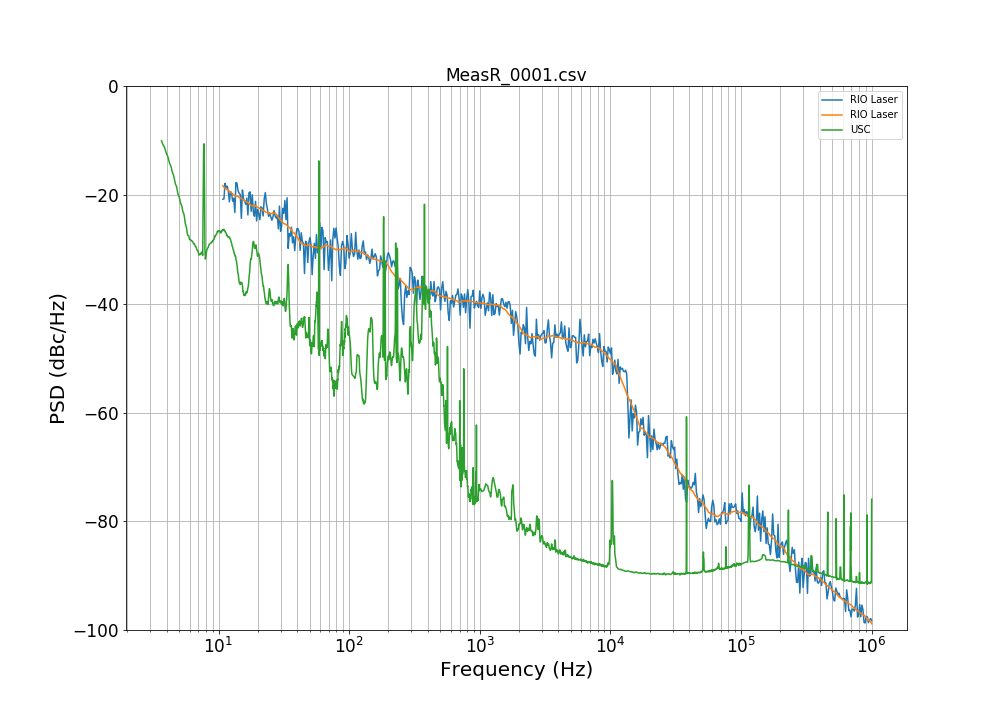 MeasR_0001.csv
RIO Laser
RIO Laser
USC
0
−20
−40
−60
−80
−100
PSD (dBc/Hz)
10¹ 10² 10³ 10⁴ 10⁵ 10⁶
Frequency (Hz)